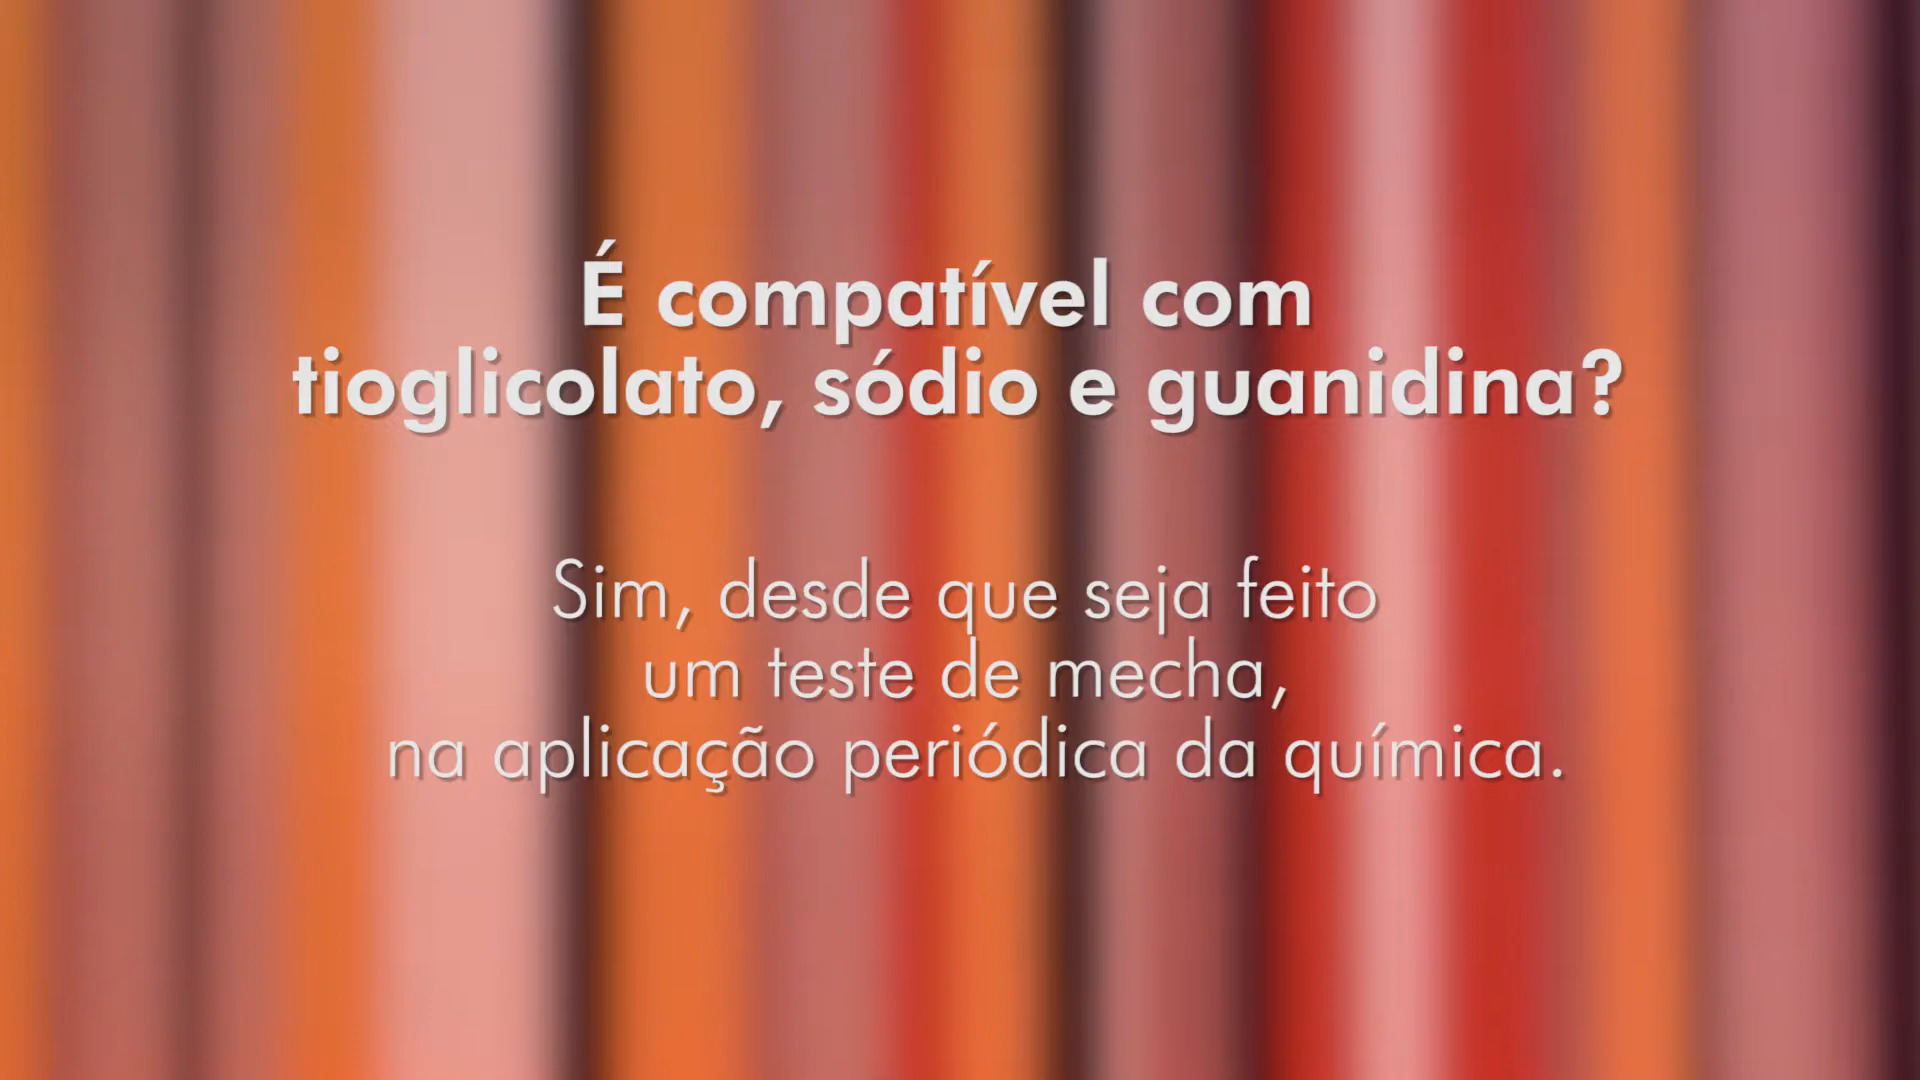 É compatível com
tioglicolato, sódio e guanidina?
Sim, desde que seja feito
um teste de mecha,
na aplicação periódica da química.